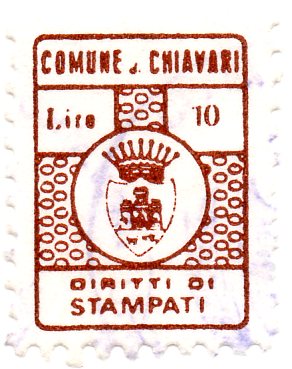 COMUNE di CHIAVARI
Lire 10
DIRITTI DI
STAMPATI